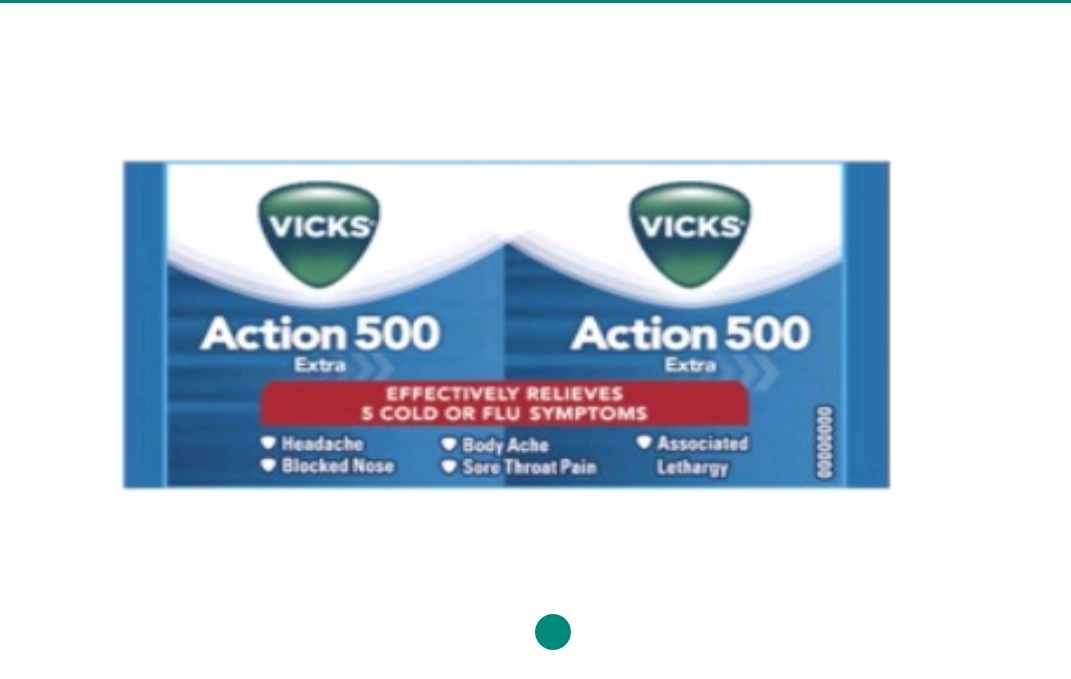 VICKS
VICKS
Action 500
Action 500
Extra
Extra
EFFECTIVELY RELIEVES
5 COLD OR FLU SYMPTOMS
Headache
Body Ache
Associated
Blocked Nose
Sore Throat Pain
Lethargy
00000000